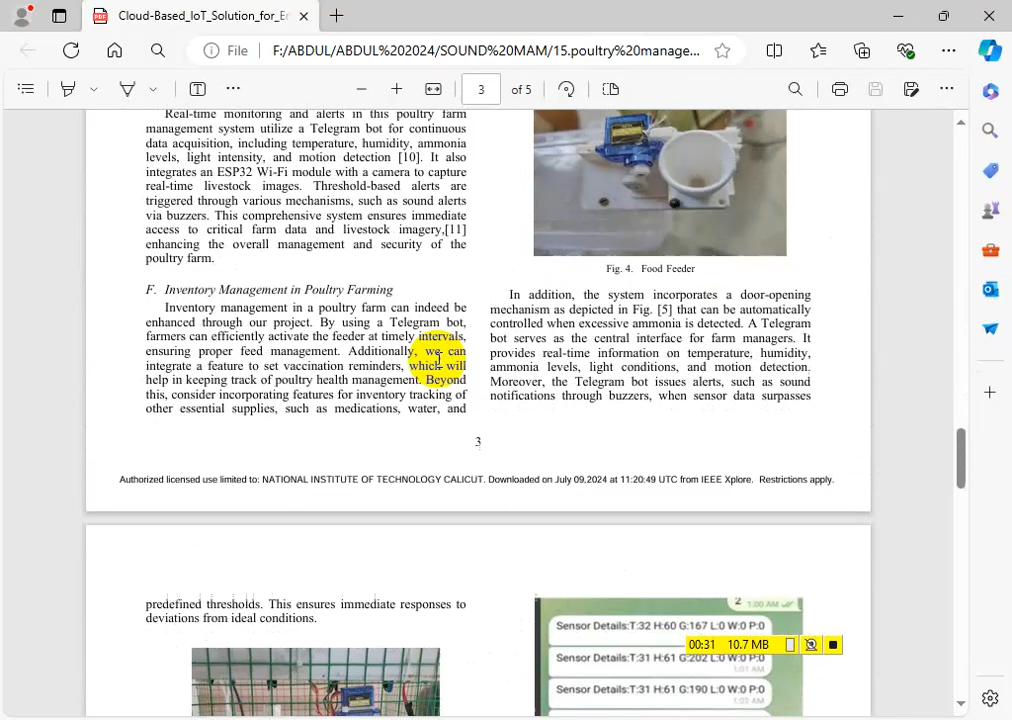 Cloud-Based_IoT_Solution_for_E
File
F:/ABDUL/ABDUL%202024/SOUND%20MAM/15.poultry%20manage...
3 of 5
Real-time monitoring and alerts in this poultry farm
management system utilize a Telegram bot for continuous
data acquisition, including temperature, humidity, ammonia
levels, light intensity, and motion detection [10]. It also
integrates an ESP32 Wi-Fi module with a camera to capture
real-time livestock images. Threshold-based alerts are
triggered through various mechanisms, such as sound alerts
via buzzers. This comprehensive system ensures immediate
access to critical farm data and livestock imagery,[11]
enhancing the overall management and security of the
poultry farm.
F. Inventory Management in Poultry Farming
Inventory management in a poultry farm can indeed be
enhanced through our project. By using a Telegram bot,
farmers can efficiently activate the feeder at timely intervals,
ensuring proper feed management. Additionally, we can
integrate a feature to set vaccination reminders, which will
help in keeping track of poultry health management. Beyond
this, consider incorporating features for inventory tracking of
other essential supplies, such as medications, water, and
Fig. 4. Food Feeder
In addition, the system incorporates a door-opening
mechanism as depicted in Fig. [5] that can be automatically
controlled when excessive ammonia is detected. A Telegram
bot serves as the central interface for farm managers. It
provides real-time information on temperature, humidity,
ammonia levels, light conditions, and motion detection.
Moreover, the Telegram bot issues alerts, such as sound
notifications through buzzers, when sensor data surpasses
3
Authorized licensed use limited to: NATIONAL INSTITUTE OF TECHNOLOGY CALICUT. Downloaded on July 09,2024 at 11:20:49 UTC from IEEE Xplore. Restrictions apply.
predefined thresholds. This ensures immediate responses to
deviations from ideal conditions.
2 1:00 AM
Sensor Details:T:32 H:60 G:167 L:0 W:0 P:0
Sensor Details:T:31 H:61 G:202 L:0 W:0 P:0
1:01 AM
Sensor Details:T:31 H:61 G:190 L:0 W:0 P:0
1:02 AM
00:31 10.7 MB